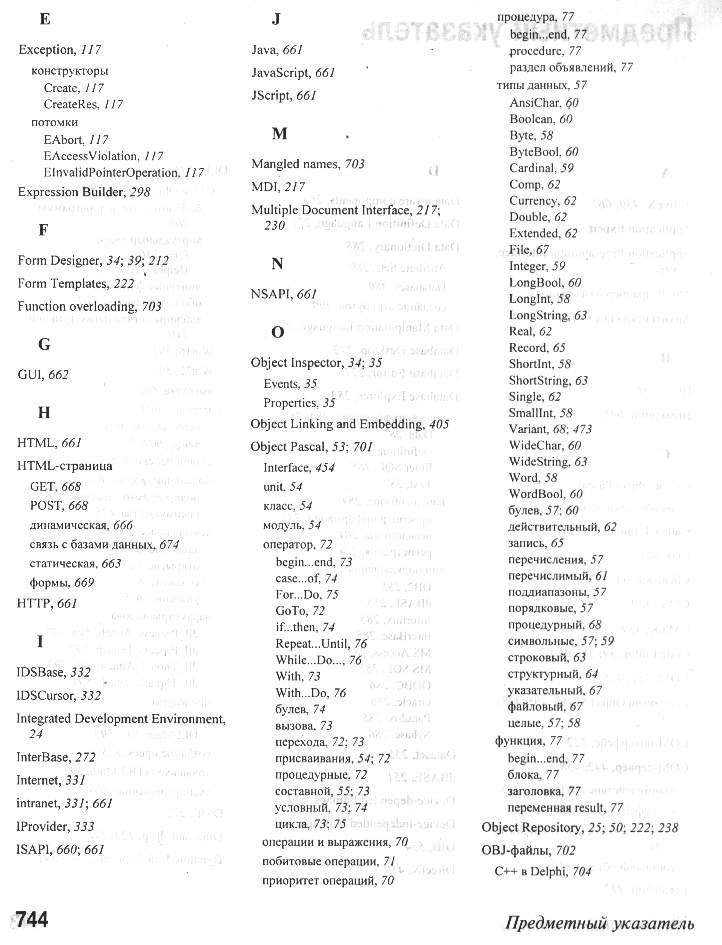 E
Exception, 117
конструкторы
Create, 117
CreateRes, 117
потомки
EAbort, 117
EAccessViolation, 117
EInvalidPointerOperation, 117
Expression Builder, 298
F
Form Designer, 34; 39; 212
Form Templates, 222
Function overloading, 703
G
GUI, 662
H
HTML, 661
HTML-страница
GET, 668
POST, 668
динамическая, 666
связь с базами данных, 674
статическая, 663
формы, 669
HTTP, 661
I
IDSBase, 332
IDSCursor, 332
Integrated Development Environment,
24
InterBase, 272
Internet, 331
intranet, 331; 661
IProvider, 333
ISAPI, 660; 661
J
Java, 661
JavaScript, 661
JScript, 661
M
Mangled names, 703
MDI, 217
Multiple Document Interface, 217;
230
N
NSAPI, 661
O
Object Inspector, 34; 35
Events, 35
Properties, 35
Object Linking and Embedding, 405
Object Pascal, 53; 701
Interface, 454
unit, 54
класс, 54
модуль, 54
оператор, 72
begin...end, 73
case...of, 74
For...Do, 75
GoTo, 72
if...then, 74
Repeat...Until, 76
While...Do..., 76
With, 73
With...Do, 76
булев, 74
вызова, 73
перехода, 72; 73
присваивания, 54; 72
процедурные, 72
составной, 55; 73
условный, 73; 74
цикла, 73; 75
операции и выражения, 70
побитовые операции, 71
приоритет операций, 70
процедура, 77
begin...end, 77
procedure, 77
раздел объявлений, 77
типы данных, 57
AnsiChar, 60
Boolean, 60
Byte, 58
ByteBool, 60
Cardinal, 59
Comp, 62
Currency, 62
Double, 62
Extended, 62
File, 67
Integer, 59
LongBool, 60
LongInt, 58
LongString, 63
Real, 62
Record, 65
ShortInt, 58
ShortString, 63
Single, 62
SmallInt, 58
Variant, 68; 473
WideChar, 60
WideString, 63
Word, 58
WordBool, 60
булев, 57; 60
действительный, 62
запись, 65
перечисления, 57
перечислимый, 61
поддиапазоны, 57
порядковые, 57
процедурный, 68
символьные, 57; 59
строковый, 63
структурный, 64
указательный, 67
файловый, 67
целые, 57; 58
функция, 77
begin...end, 77
блока, 77
заголовка, 77
переменная result, 77
Object Repository, 25; 50; 222; 238
OBJ-файлы, 702
C++ в Delphi, 704
744
Предметный указатель